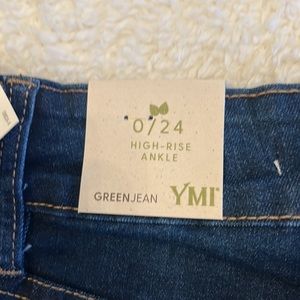 0/24
HIGH-RISE
ANKLE
GREENJEAN YMI